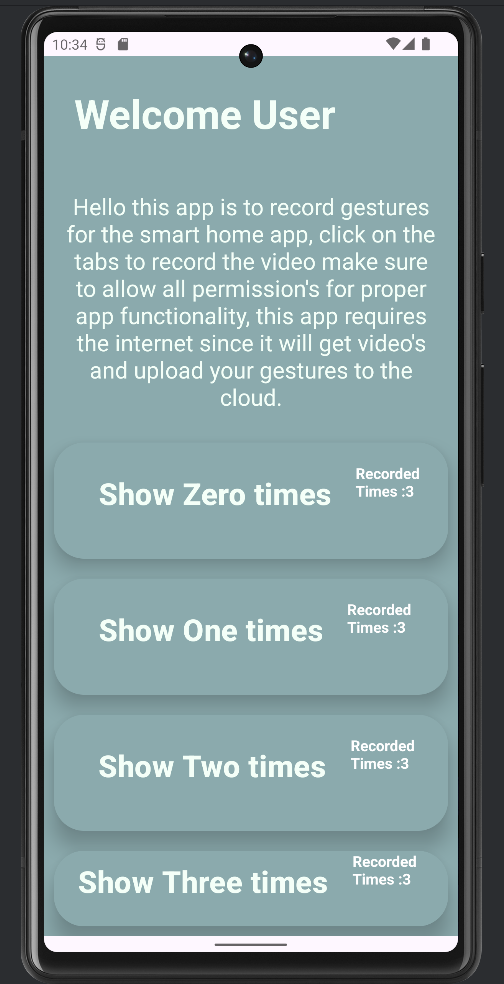 10:34
Welcome User
Hello this app is to record gestures
for the smart home app, click on the
tabs to record the video make sure
to allow all permission's for proper
app functionality, this app requires
the internet since it will get video's
and upload your gestures to the
cloud.
Show Zero times
Recorded
Times :3
Show One times
Recorded
Times :3
Show Two times
Recorded
Times :3
Show Three times
Recorded
Times :3